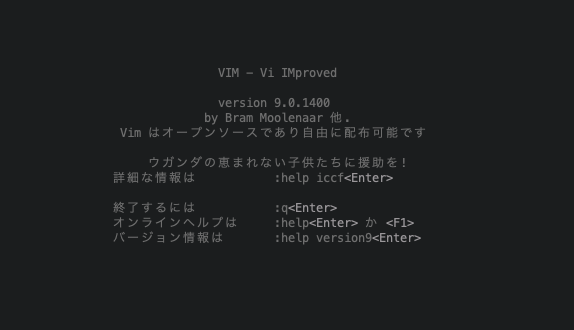 VIM - Vi IMproved
version 9.0.1400
by Bram Moolenaar 他.
Vim はオープンソースであり自由に配布可能です
ウガンダの恵まれない子供たちに援助を!
詳細な情報は :help iccf<Enter>
終了するには :q<Enter>
オンラインヘルプは :help<Enter> か <F1>
バージョン情報は :help version9<Enter>